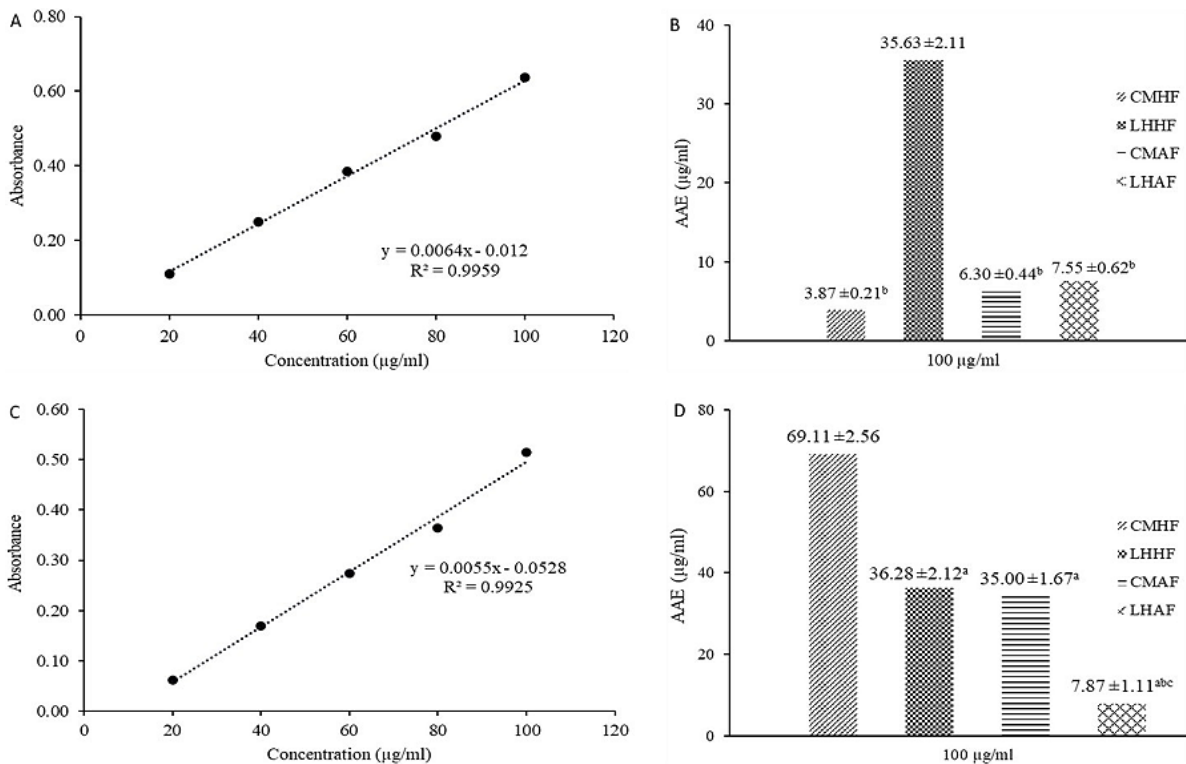 A
0.80
0.60
0.40
0.20
0.00
0
20
40
60
80
100
120
Absorbance
Concentration (µg/ml)
y = 0.0064x - 0.012
R² = 0.9959
B
40
30
20
10
0
AAE (µg/ml)
3.87 ±0.21ᵇ
35.63 ±2.11
6.30 ±0.44ᵇ
7.55 ±0.62ᵇ
100 µg/ml
CMHF
LHHF
CMAF
LHAF
C
0.60
0.50
0.40
0.30
0.20
0.10
0.00
0
20
40
60
80
100
120
Absorbance
Concentration (µg/ml)
y = 0.0055x - 0.0528
R² = 0.9925
D
80
60
40
20
0
AAE (µg/ml)
69.11 ±2.56
36.28 ±2.12ᵃ
35.00 ±1.67ᵃ
7.87 ±1.11ᵃᵇᶜ
100 µg/ml
CMHF
LHHF
CMAF
LHAF